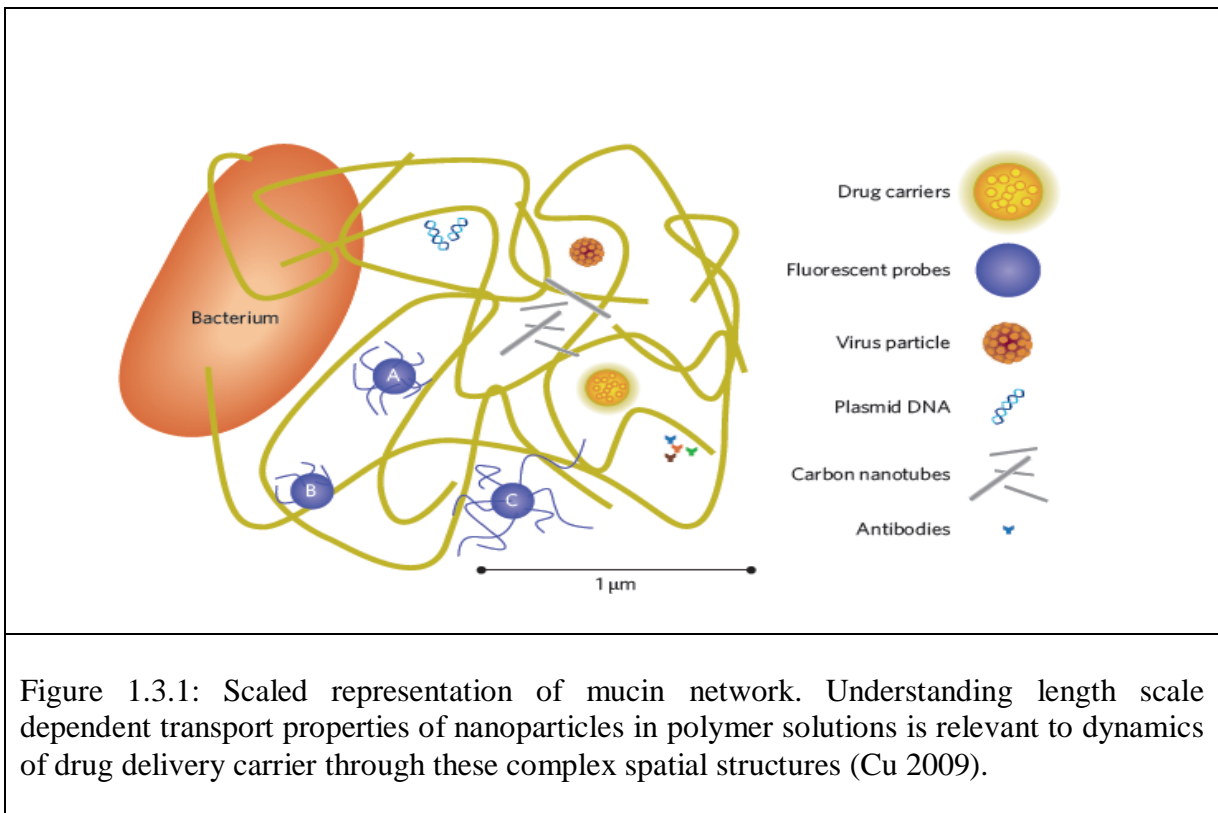 Bacterium
A
B
C
1 μm
Drug carriers
Fluorescent probes
Virus particle
Plasmid DNA
Carbon nanotubes
Antibodies
Figure 1.3.1: Scaled representation of mucin network. Understanding length scale
dependent transport properties of nanoparticles in polymer solutions is relevant to dynamics
of drug delivery carrier through these complex spatial structures (Cu 2009).